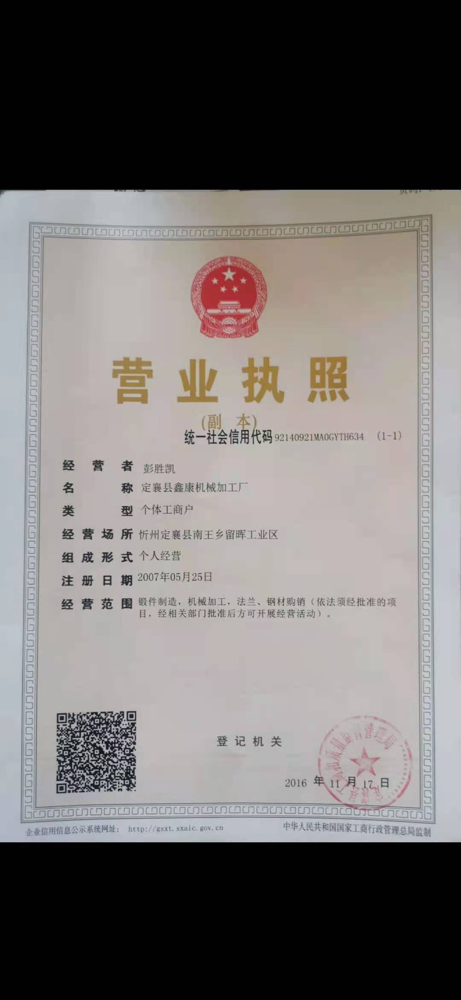 营业执照
(副 本)
统一社会信用代码 92140921MA0GYTH634 (1-1)
经营者 彭胜凯
名称 定襄县鑫康机械加工厂
类型 个体工商户
经营场所 忻州定襄县南王乡留晖工业区
组成形式 个人经营
注册日期 2007年05月25日
经营范围 锻件制造，机械加工，法兰、钢材购销（依法须经批准的项
目，经相关部门批准后方可开展经营活动）。
登记机关
质量监督管理局
2016 年 11 月 17 日
企业信用信息公示系统网址： http://gsxt.sxaic.gov.cn
中华人民共和国国家工商行政管理总局监制